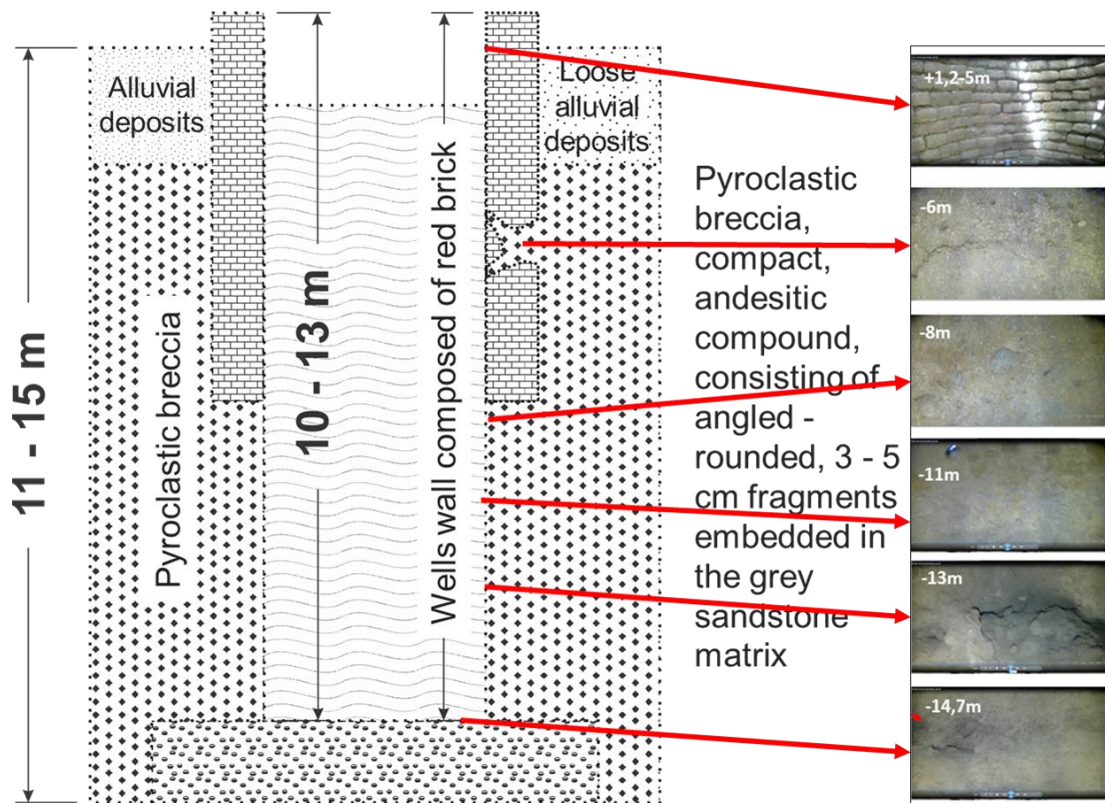 Alluvial
deposits
Loose
alluvial
deposits
11 - 15 m
Pyroclastic breccia
10 - 13 m
Wells wall composed of red brick
Pyroclastic
breccia,
compact,
andesitic
compound,
consisting of
angled -
rounded, 3 - 5
cm fragments
embedded in
the grey
sandstone
matrix
+1,2-5m
-6m
-8m
-11m
-13m
-14,7m